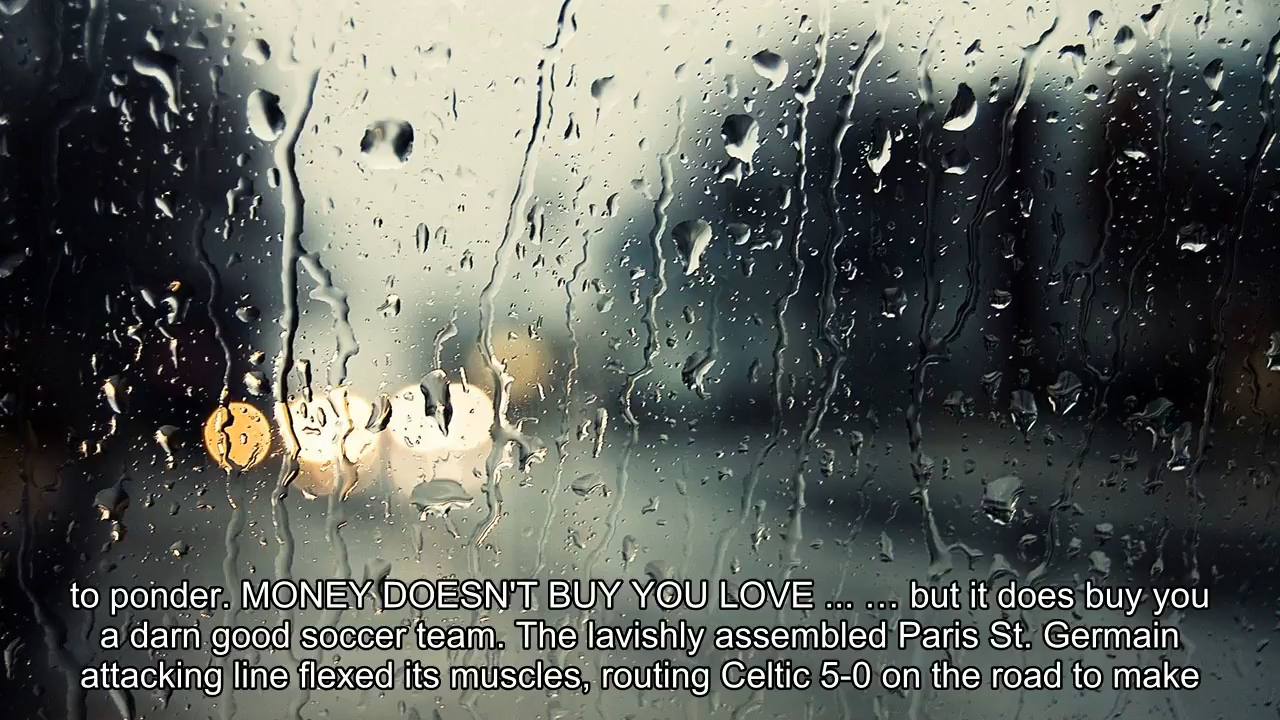 to ponder. MONEY DOESN'T BUY YOU LOVE ... … but it does buy you
a darn good soccer team. The lavishly assembled Paris St. Germain
attacking line flexed its muscles, routing Celtic 5-0 on the road to make